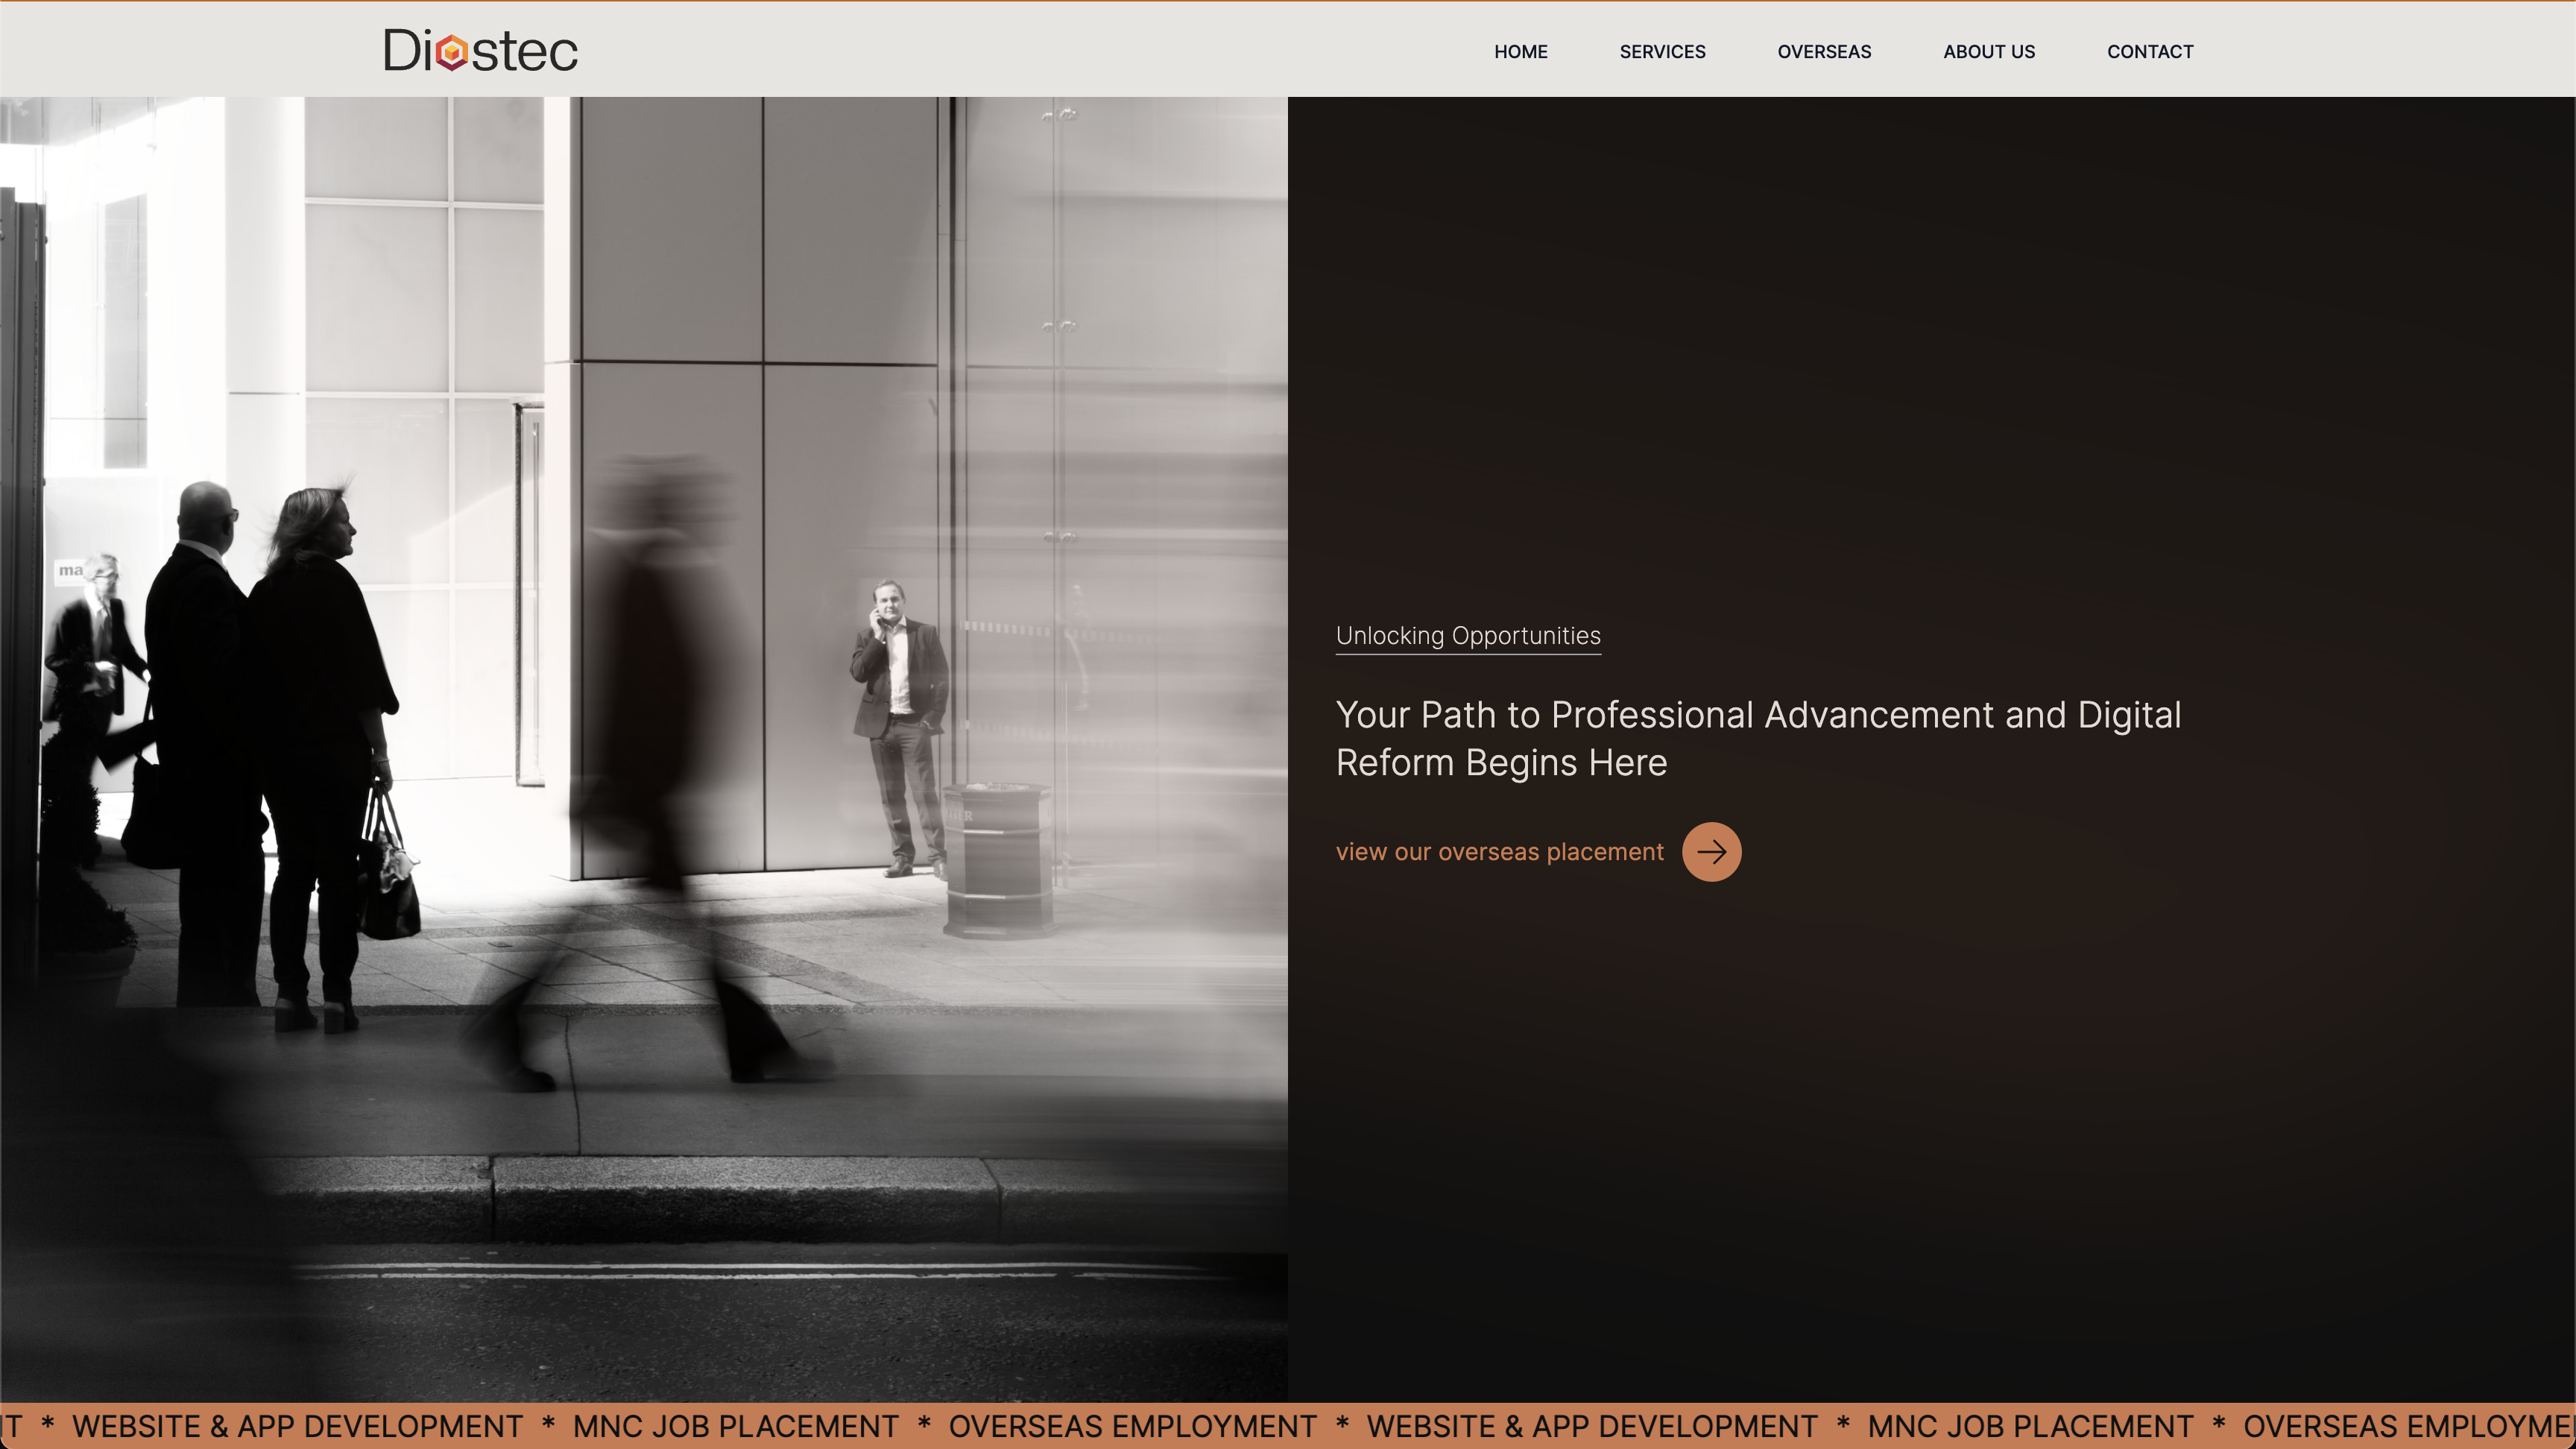 Diostec
HOME SERVICES OVERSEAS ABOUT US CONTACT
ma
Unlocking Opportunities
Your Path to Professional Advancement and Digital
Reform Begins Here
view our overseas placement
T * WEBSITE & APP DEVELOPMENT * MNC JOB PLACEMENT * OVERSEAS EMPLOYMENT * WEBSITE & APP DEVELOPMENT * MNC JOB PLACEMENT * OVERSEAS EMPLOYME